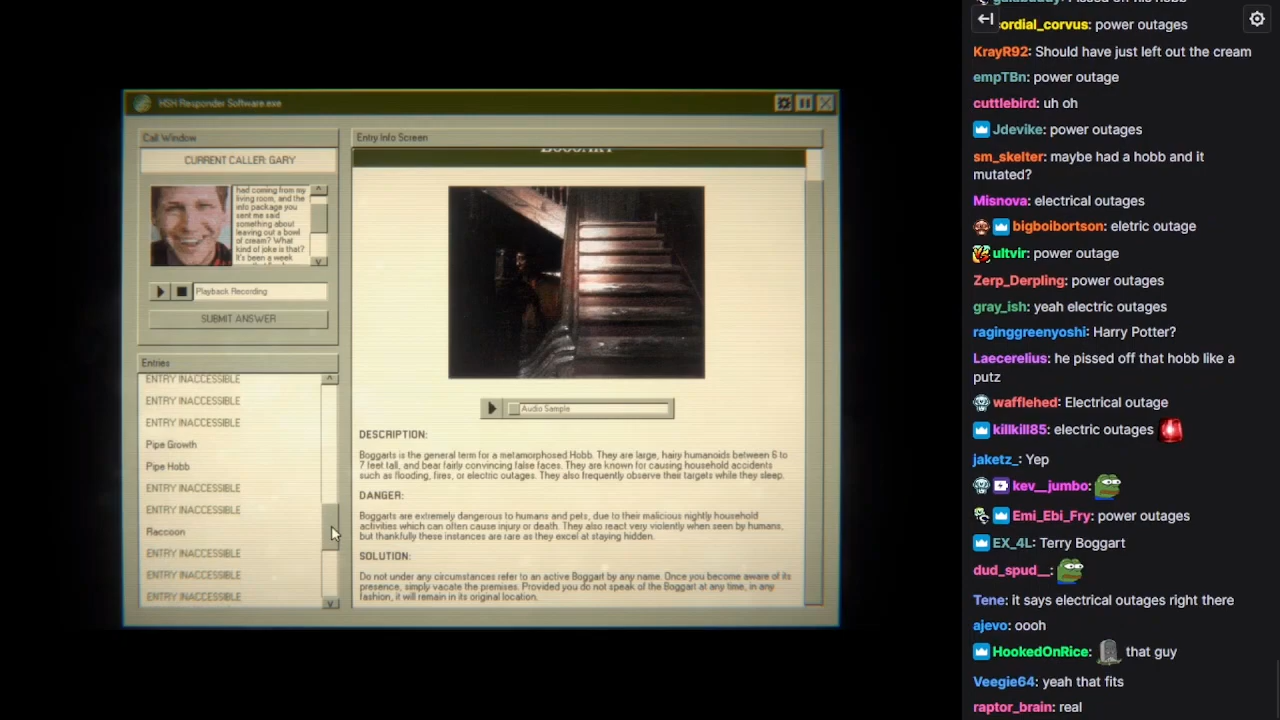 HSH Responder Software.exe
Call Window
CURRENT CALLER: GARY
had coming from my
living room, and the
info package you
sent me said
something about
leaving out a bowl
of cream? What
kind of joke is that?
It's been a week
Playback Recording
SUBMIT ANSWER
Entries
ENTRY INACCESSIBLE
ENTRY INACCESSIBLE
ENTRY INACCESSIBLE
Pipe Growth
Pipe Hobb
ENTRY INACCESSIBLE
ENTRY INACCESSIBLE
Raccoon
ENTRY INACCESSIBLE
ENTRY INACCESSIBLE
ENTRY INACCESSIBLE
Entry Info Screen
BOGGART
Audio Sample
DESCRIPTION:
Boggarts is the general term for a metamorphosed Hobb. They are large, hairy humanoids between 6 to
7 feet tall, and bear fairly convincing false faces. They are known for causing household accidents
such as flooding, fires, or electric outages. They also frequently observe their targets while they sleep.
DANGER:
Boggarts are extremely dangerous to humans and pets, due to their malicious nightly household
activities which can often cause injury or death. They also react very violently when seen by humans,
but thankfully these instances are rare as they excel at staying hidden.
SOLUTION:
Do not under any circumstances refer to an active Boggart by any name. Once you become aware of its
presence, simply vacate the premises. Provided you do not speak of the Boggart at any time, in any
fashion, it will remain in its original location.
ordial_corvus: power outages
KrayR92: Should have just left out the cream
empTBn: power outage
cuttlebird: uh oh
Jdevike: power outages
sm_skelter: maybe had a hobb and it
mutated?
Misnova: electrical outages
bigboibortson: eletric outage
ultvir: power outage
Zerp_Derpling: power outages
gray_ish: yeah electric outages
raginggreenyoshi: Harry Potter?
Laecerelius: he pissed off that hobb like a
putz
wafflehed: Electrical outage
killkill85: electric outages
jaketz_: Yep
kev__jumbo:
Emi_Ebi_Fry: power outages
EX_4L: Terry Boggart
dud_spud__:
Tene: it says electrical outages right there
ajevo: oooh
HookedOnRice: that guy
Veegie64: yeah that fits
raptor_brain: real